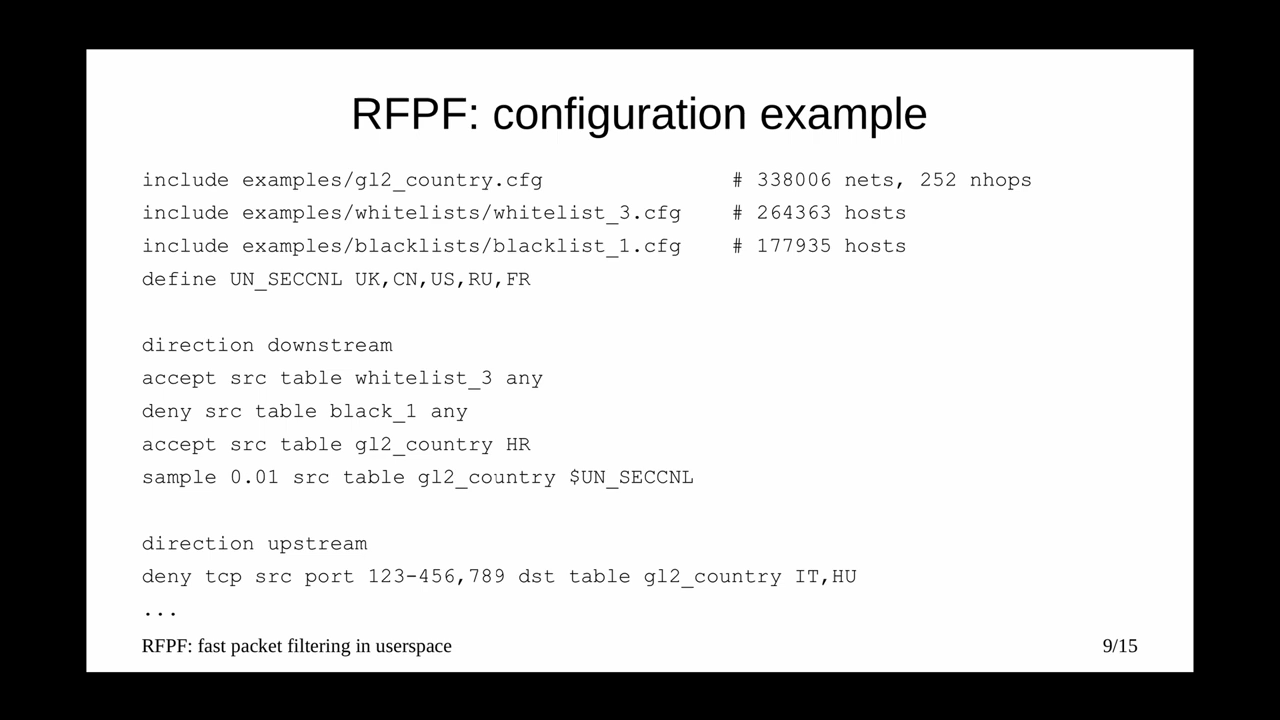 RFPF: configuration example
include examples/gl2_country.cfg # 338006 nets, 252 nhops
include examples/whitelists/whitelist_3.cfg # 264363 hosts
include examples/blacklists/blacklist_1.cfg # 177935 hosts
define UN_SECCNL UK,CN,US,RU,FR
direction downstream
accept src table whitelist_3 any
deny src table black_1 any
accept src table gl2_country HR
sample 0.01 src table gl2_country $UN_SECCNL
direction upstream
deny tcp src port 123-456,789 dst table gl2_country IT,HU
...
RFPF: fast packet filtering in userspace 9/15